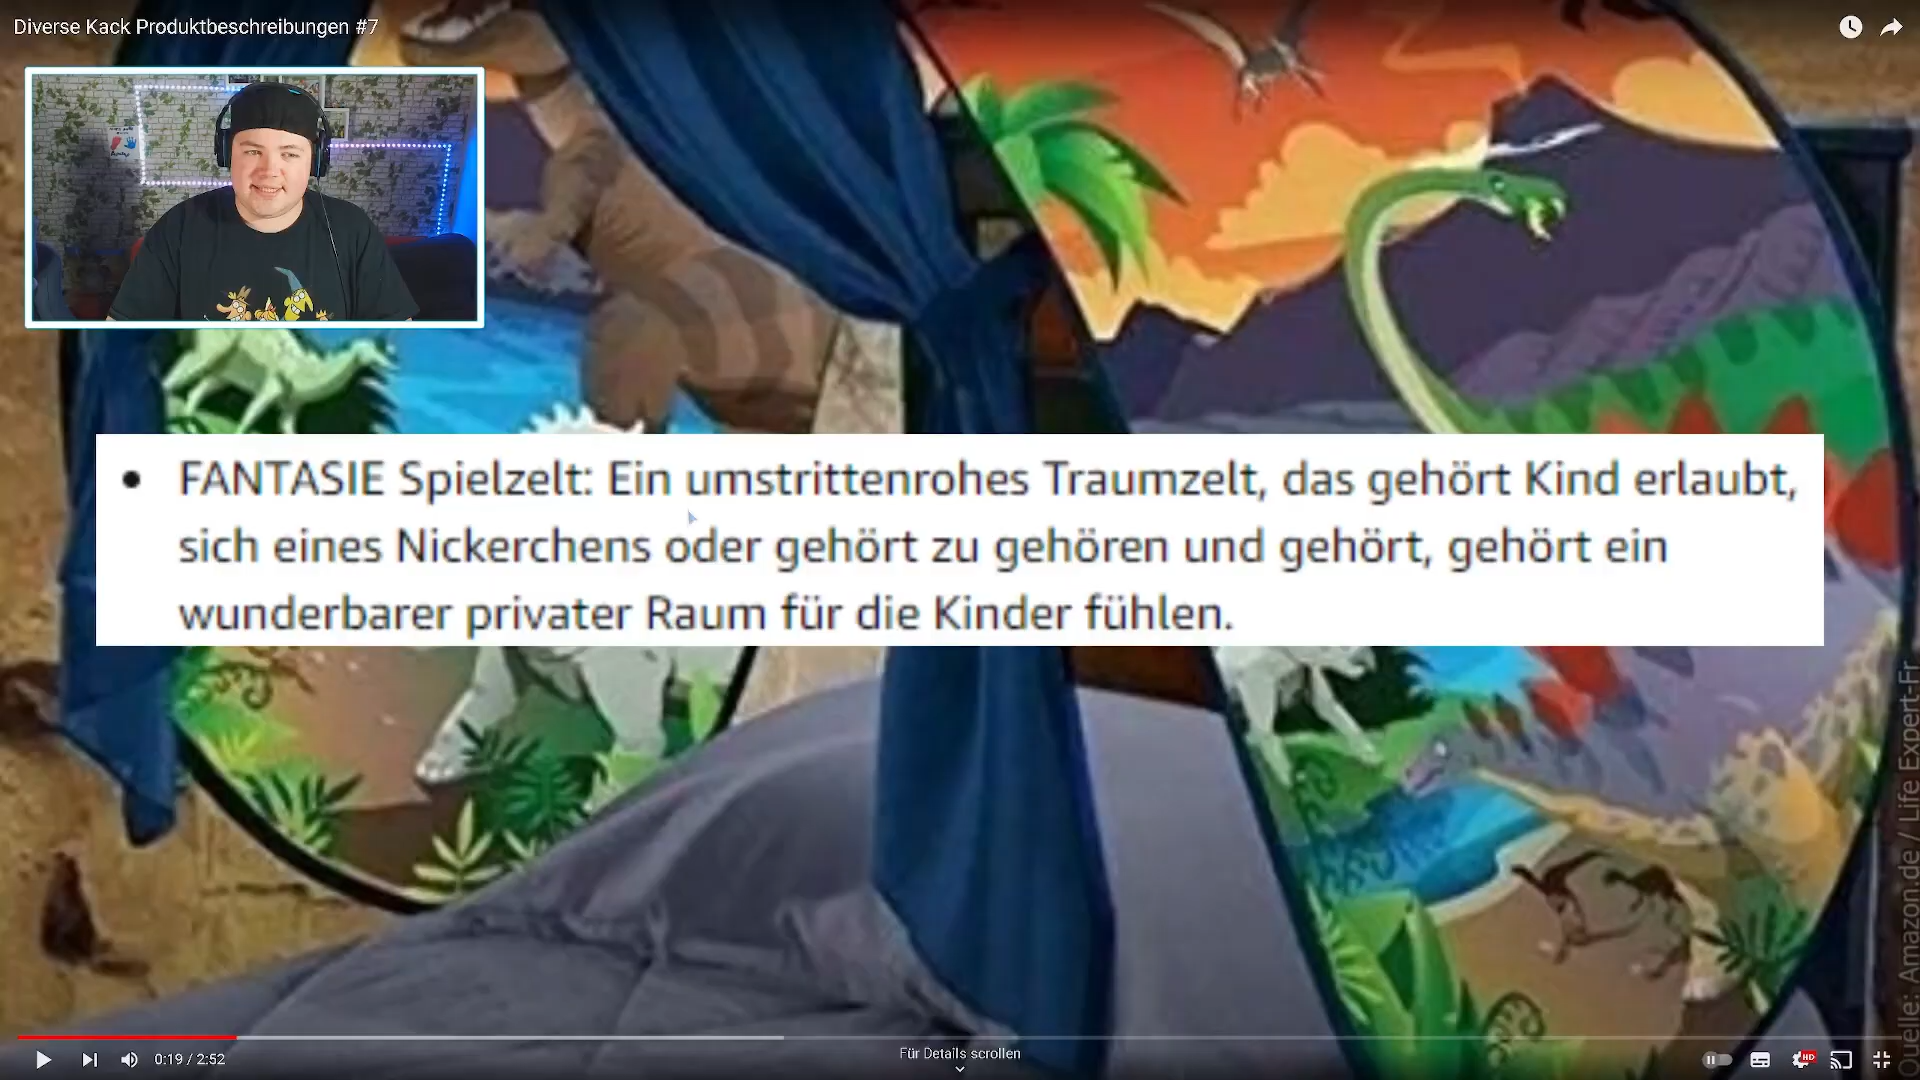 Diverse Kack Produktbeschreibungen #7
• FANTASIE Spielzelt: Ein umstrittenrohes Traumzelt, das gehört Kind erlaubt,
sich eines Nickerchens oder gehört zu gehören und gehört, gehört ein
wunderbarer privater Raum für die Kinder fühlen.
Quelle: Amazon.de / Life Expert-Fr
0:19 / 2:52
Für Details scrollen
HD